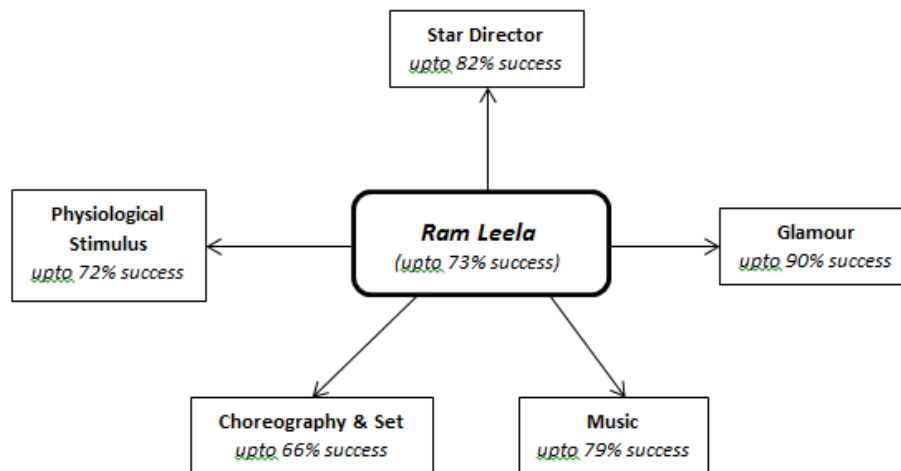 Star Director
upto 82% success
Physiological
Stimulus
upto 72% success
Ram Leela
(upto 73% success)
Glamour
upto 90% success
Choreography & Set
upto 66% success
Music
upto 79% success